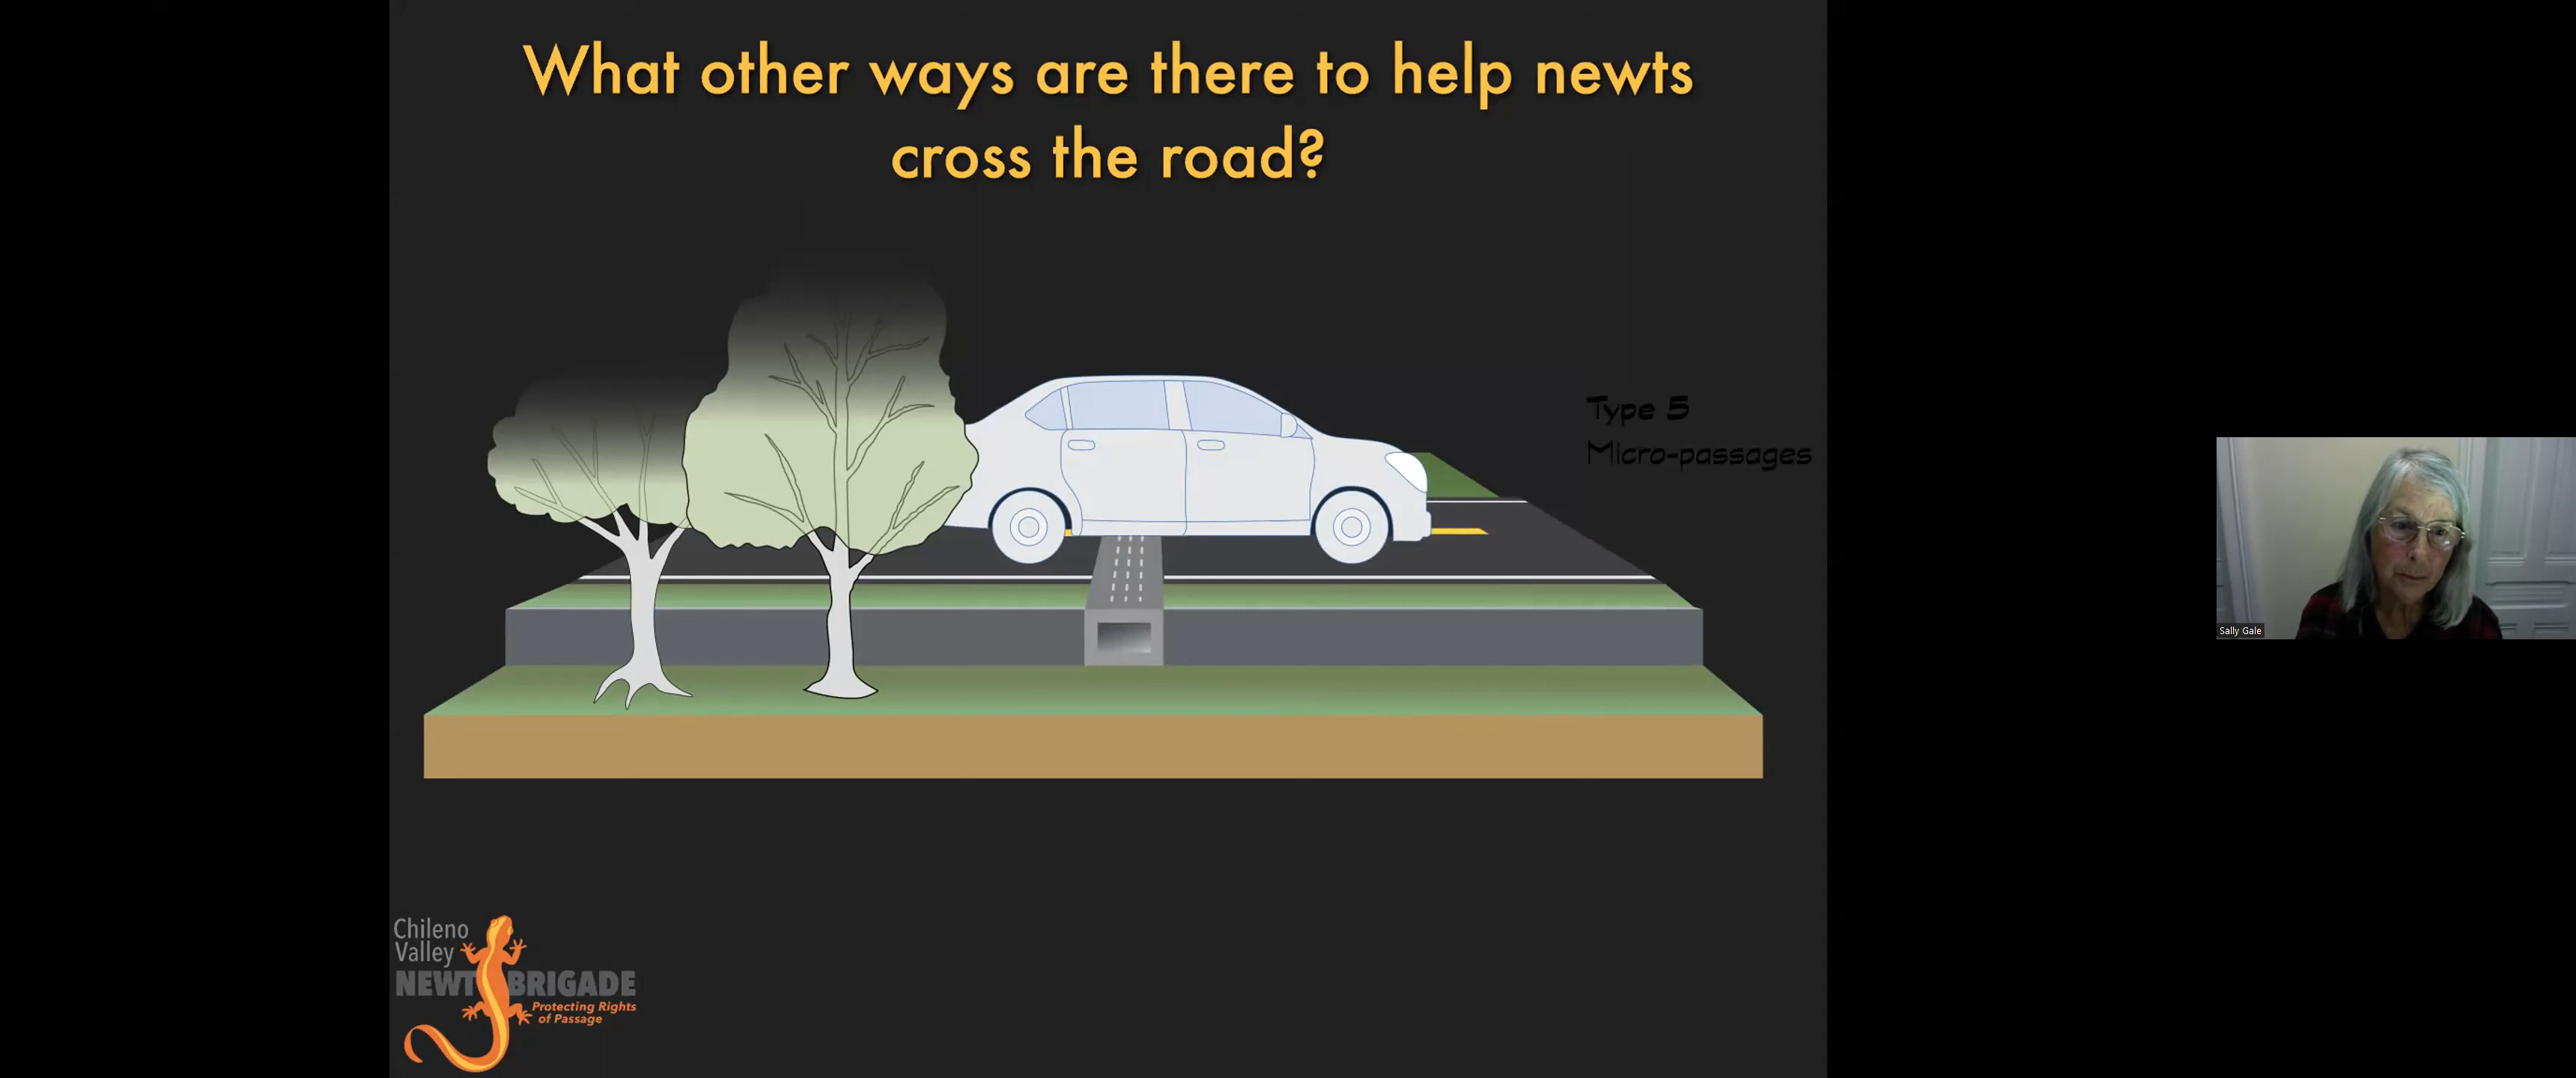 What other ways are there to help newts
cross the road?
Type 5
Micro-passages
Sally Gale
Chileno
Valley
NEWT BRIGADE
Protecting Rights
of Passage